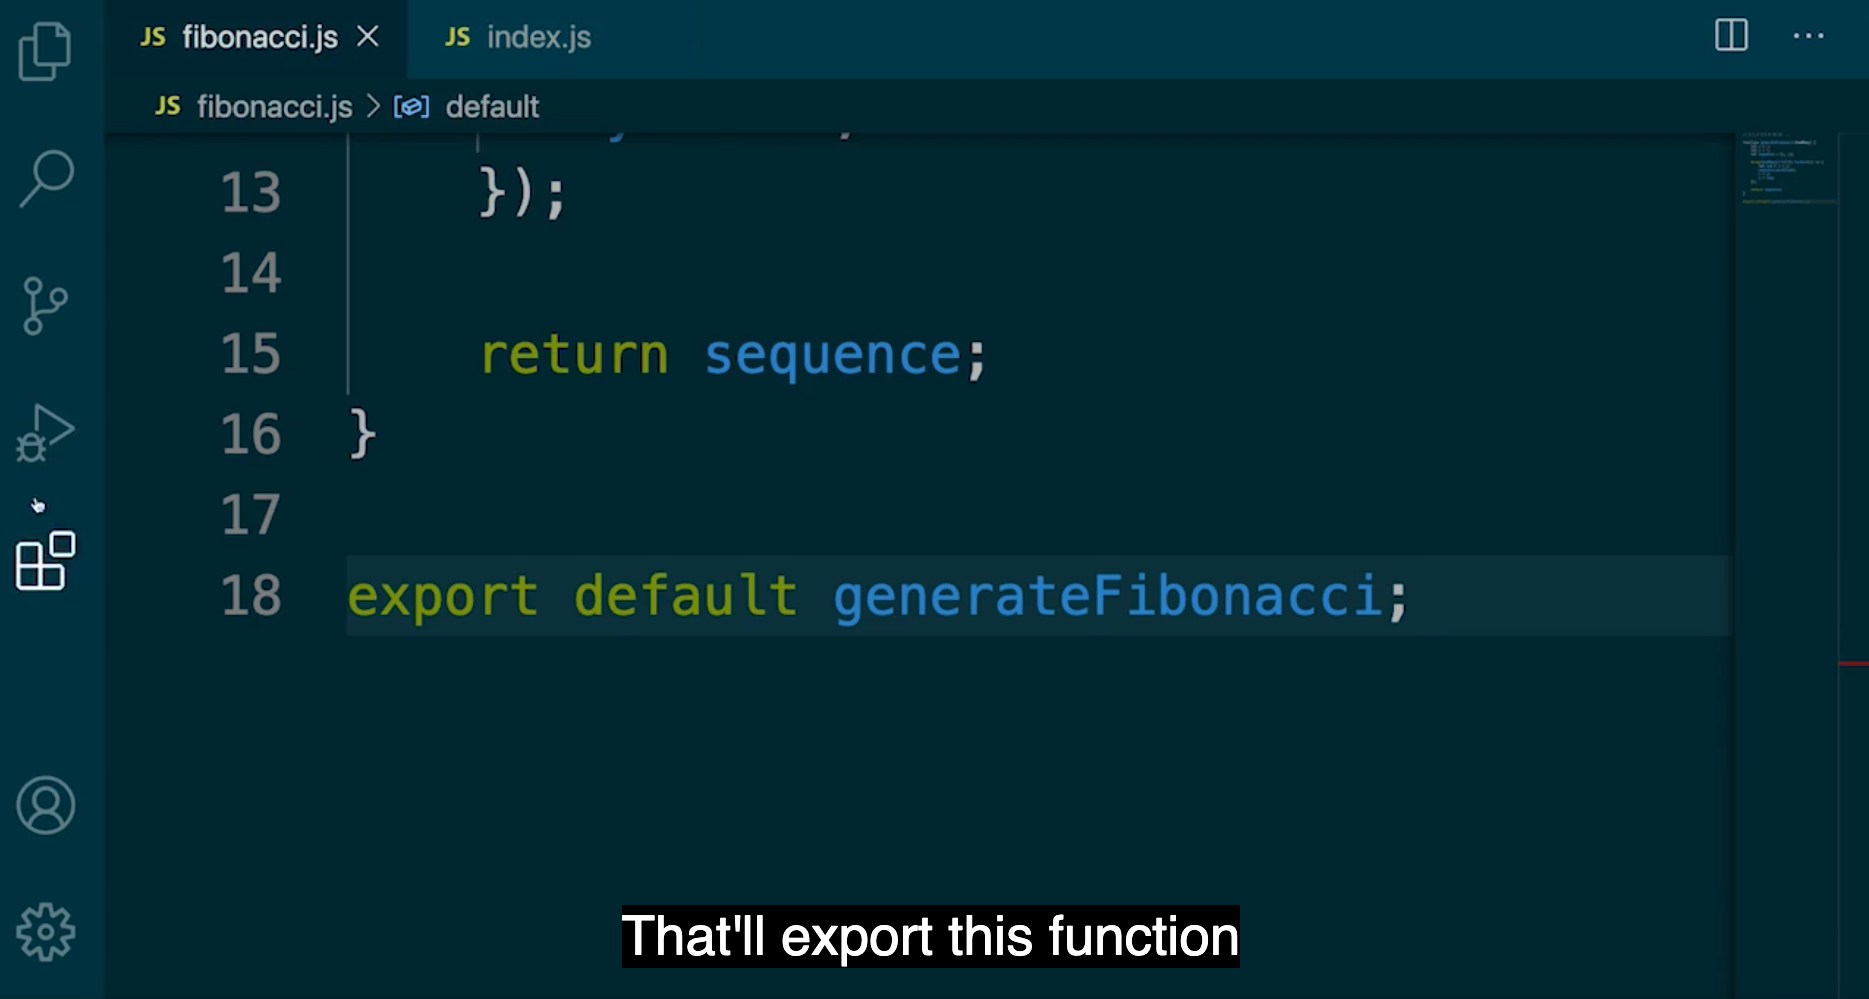 JS fibonacci.js
JS index.js
JS fibonacci.js > default
13 });
14
15 return sequence;
16 }
17
18 export default generateFibonacci;
That'll export this function